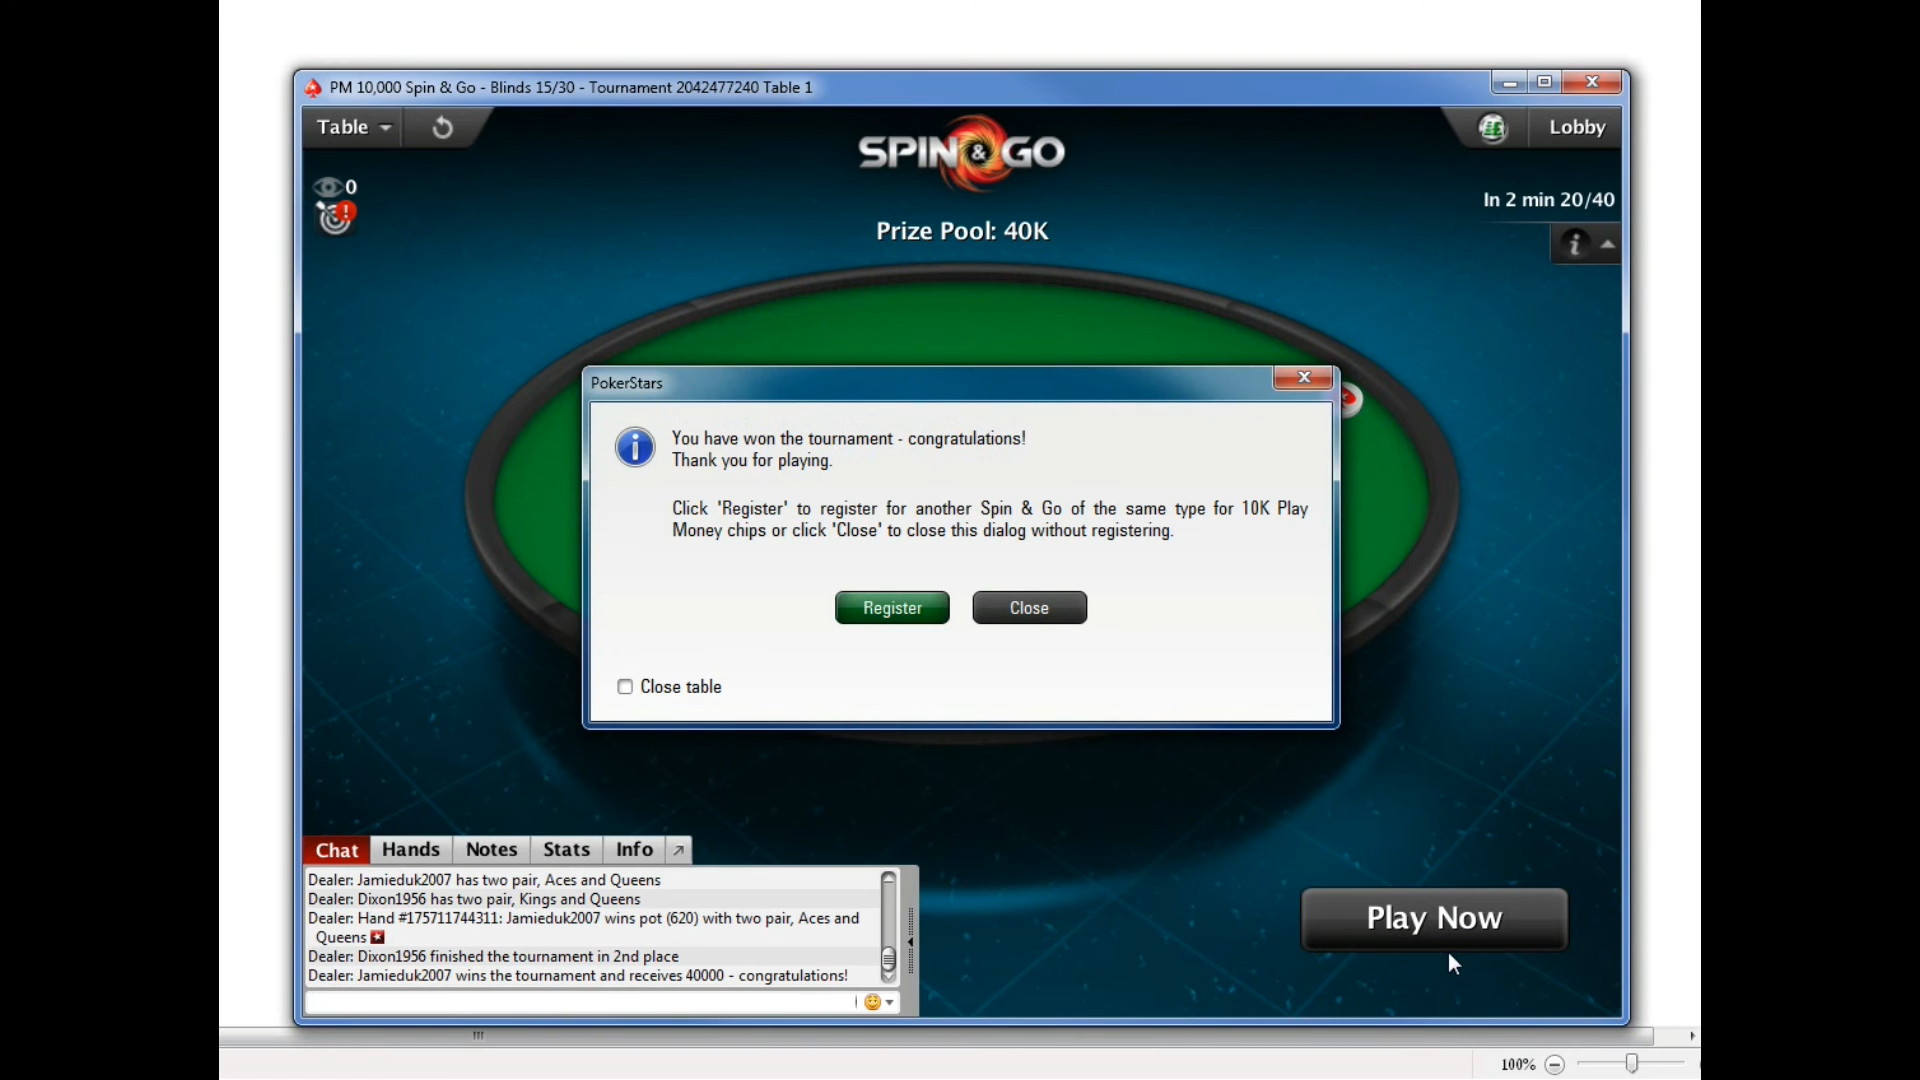 PM 10,000 Spin & Go - Blinds 15/30 - Tournament 2042477240 Table 1
Table
Lobby
SPIN & GO
0
In 2 min 20/40
Prize Pool: 40K
PokerStars
You have won the tournament - congratulations!
Thank you for playing.
Click 'Register' to register for another Spin & Go of the same type for 10K Play
Money chips or click 'Close' to close this dialog without registering.
Register
Close
Close table
Chat
Hands
Notes
Stats
Info
Dealer: Jamieduk2007 has two pair, Aces and Queens
Dealer: Dixon1956 has two pair, Kings and Queens
Dealer: Hand #175711744311: Jamieduk2007 wins pot (620) with two pair, Aces and
Queens
Dealer: Dixon1956 finished the tournament in 2nd place
Dealer: Jamieduk2007 wins the tournament and receives 40000 - congratulations!
Play Now
100%